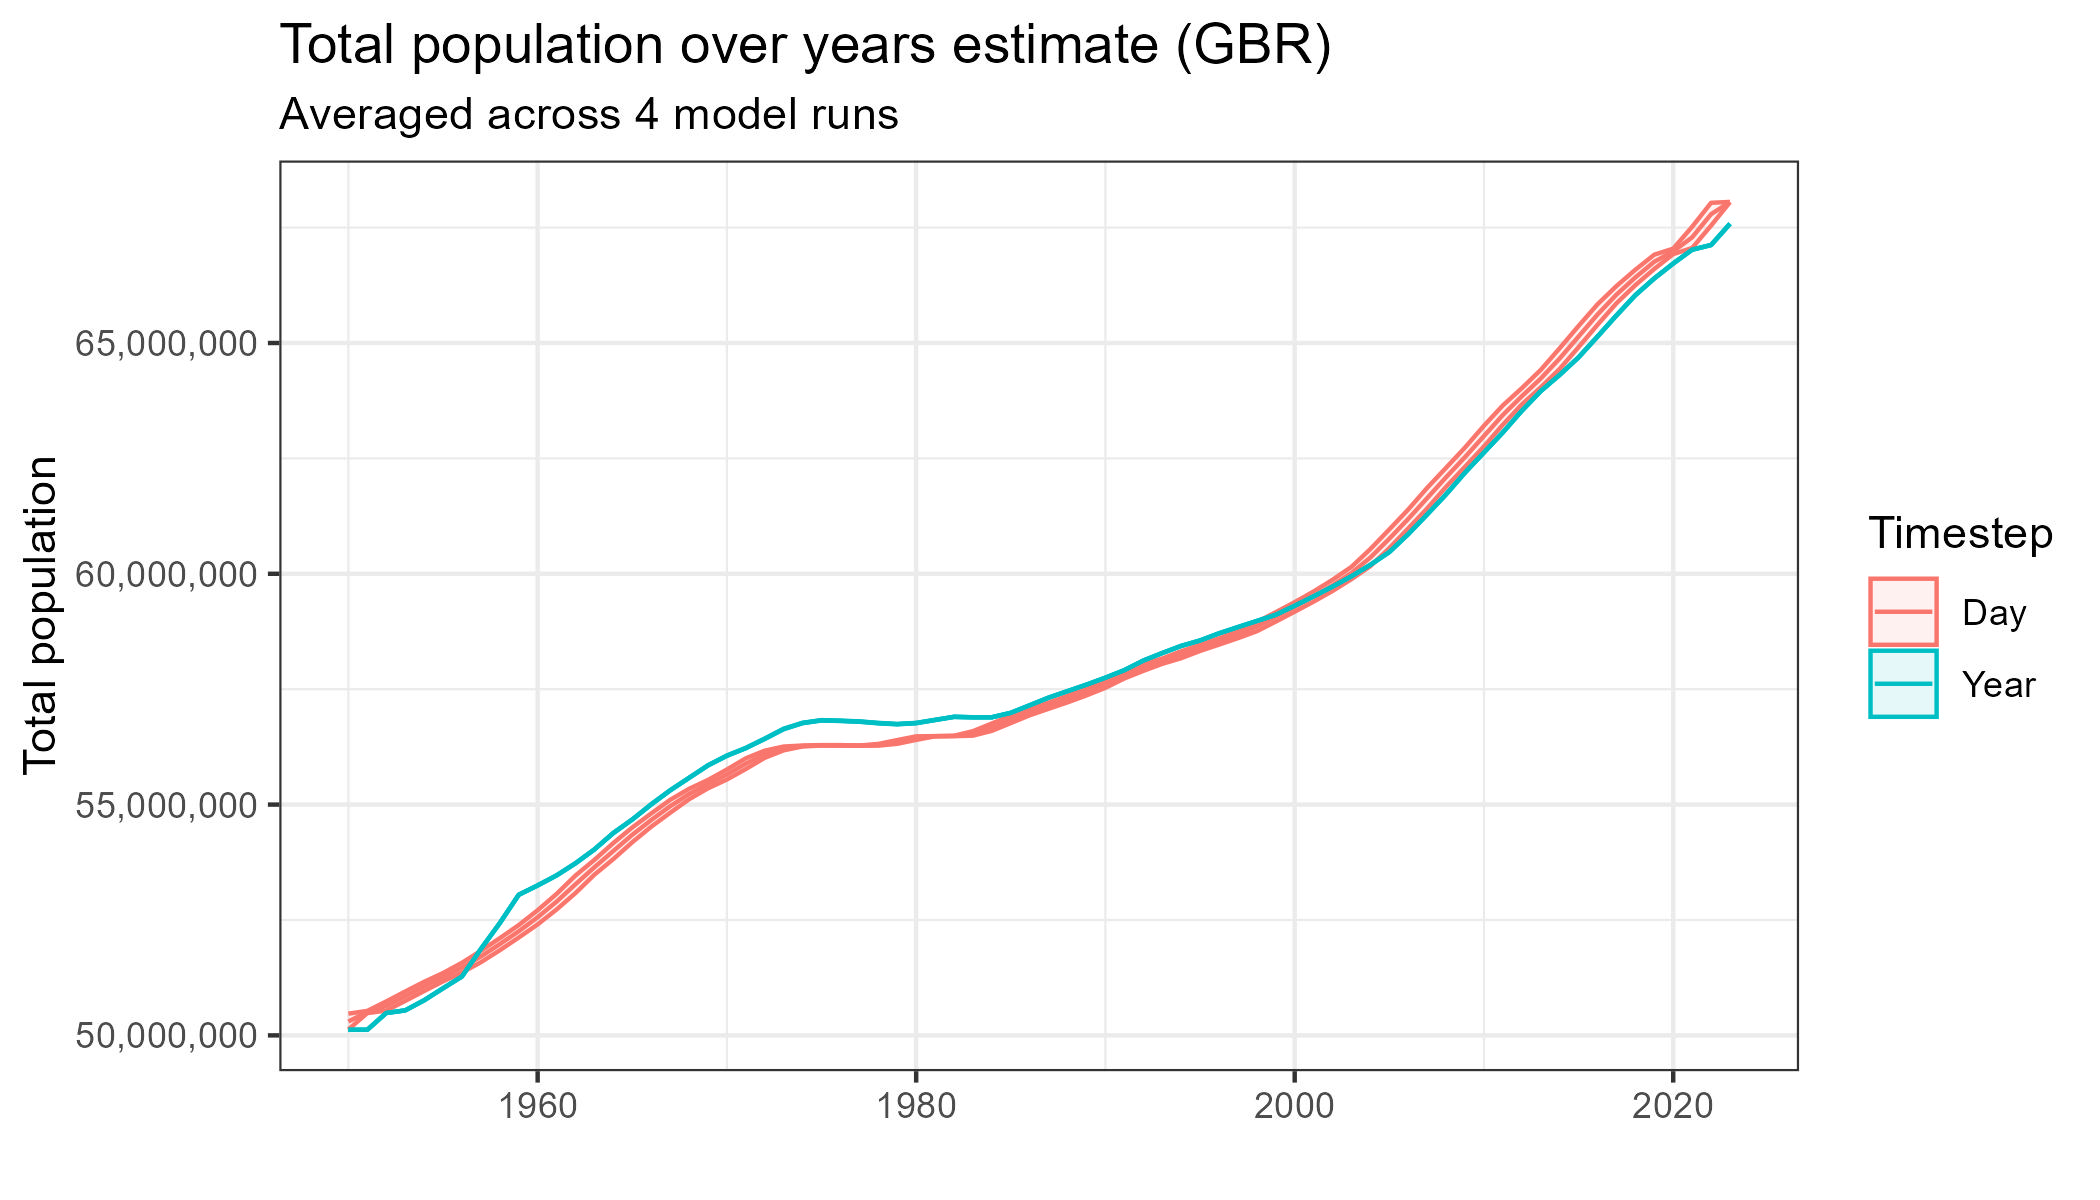 Total population over years estimate (GBR)
Averaged across 4 model runs
Total population
65,000,000
60,000,000
55,000,000
50,000,000
1960
1980
2000
2020
Timestep
Day
Year